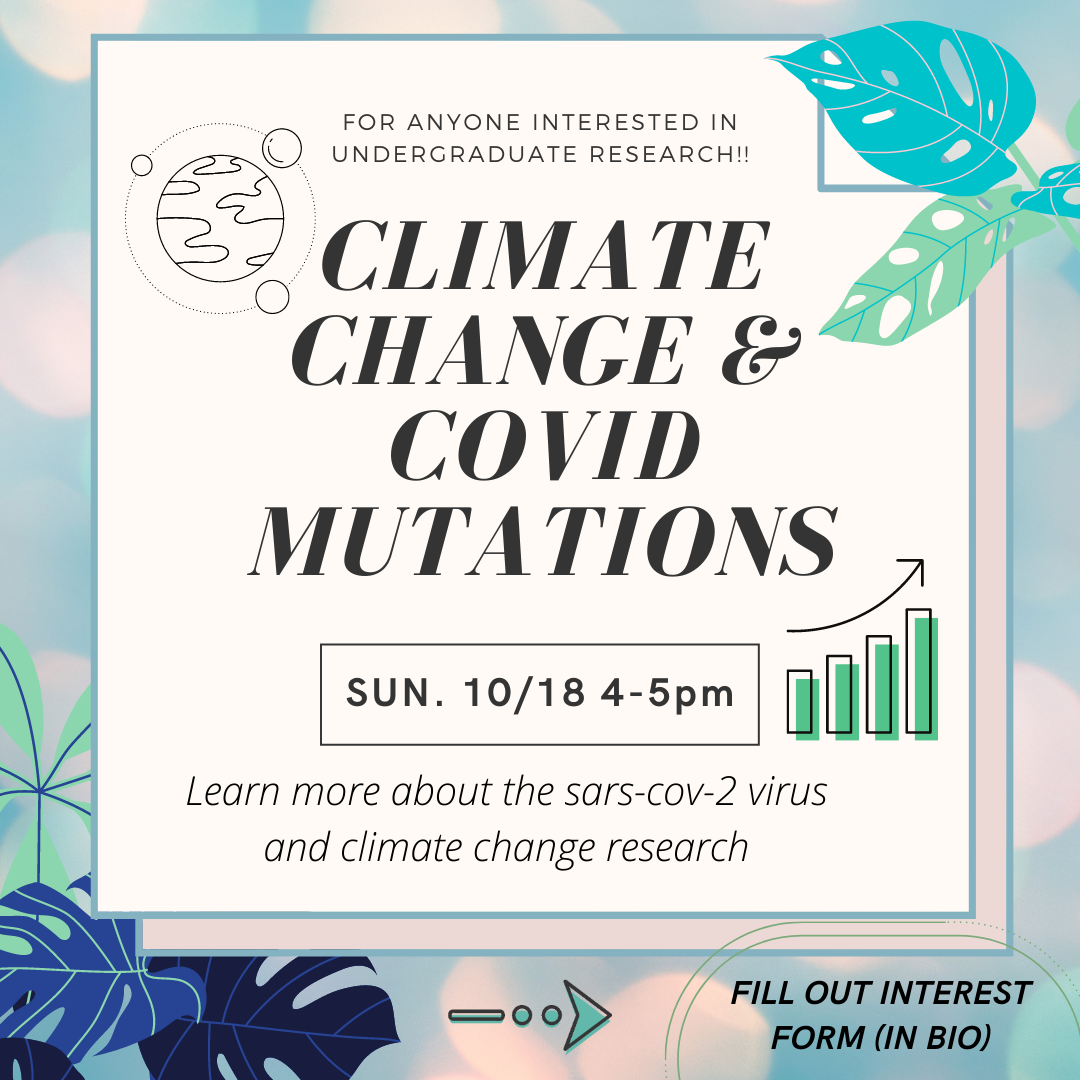 FOR ANYONE INTERESTED IN
UNDERGRADUATE RESEARCH!!
CLIMATE
CHANGE &
COVID
MUTATIONS
SUN. 10/18 4-5pm
Learn more about the sars-cov-2 virus
and climate change research
FILL OUT INTEREST
FORM (IN BIO)